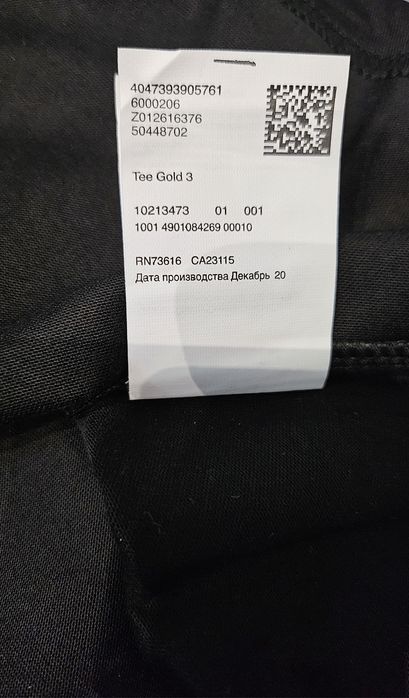 4047393905761
6000206
Z012616376
50448702
Tee Gold 3
10213473 01 001
1001 4901084269 00010
RN73616 CA23115
Дата производства Декабрь 20